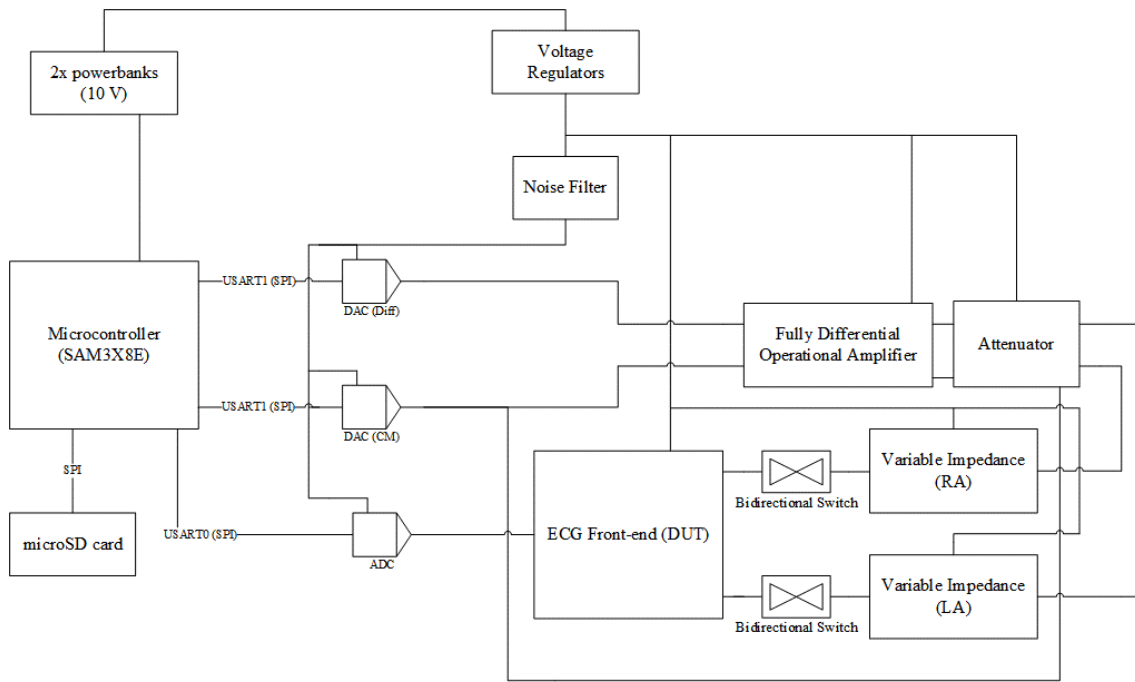 Voltage
Regulators
2x powerbanks
(10 V)
Noise Filter
USART1 (SPI)
DAC (Diff)
Microcontroller
(SAM3X8E)
Fully Differential
Operational Amplifier
Attenuator
USART1 (SPI)
DAC (CM)
SPI
Variable Impedance
(RA)
Bidirectional Switch
microSD card
USART0 (SPI)
ADC
ECG Front-end (DUT)
Variable Impedance
(LA)
Bidirectional Switch